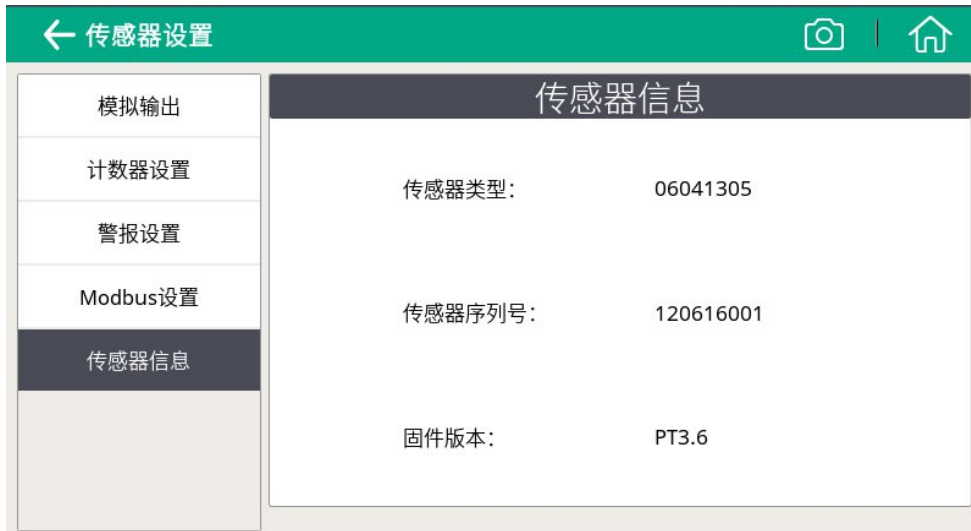 传感器设置
模拟输出
计数器设置
警报设置
Modbus设置
传感器信息
传感器信息
传感器类型： 06041305
传感器序列号： 120616001
固件版本： PT3.6